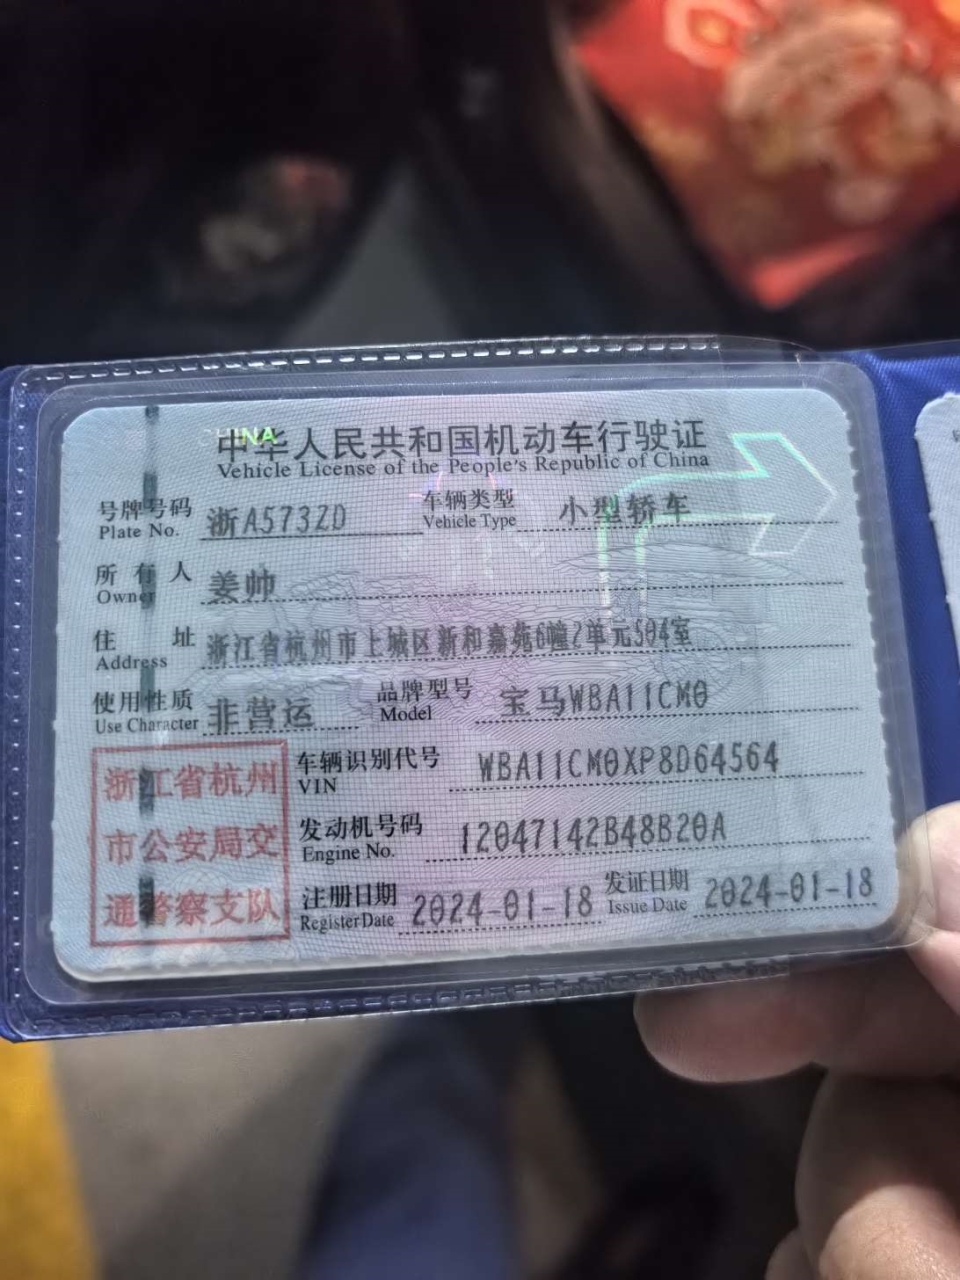 CHINA
中华人民共和国机动车行驶证
Vehicle License of the People's Republic of China
号牌号码 浙A573ZD 车辆类型 小型轿车
Plate No. Vehicle Type
所有人 姜帅
Owner
住址 浙江省杭州市上城区新和嘉苑6幢2单元504室
Address
使用性质 非营运 品牌型号 宝马WBA11CM0
Use Character Model
浙江省杭州
市公安局交
通警察支队
车辆识别代号 WBA11CM0XP8D64564
VIN
发动机号码 12047142B48B20A
Engine No.
注册日期 2024-01-18 发证日期 2024-01-18
Register Date Issue Date